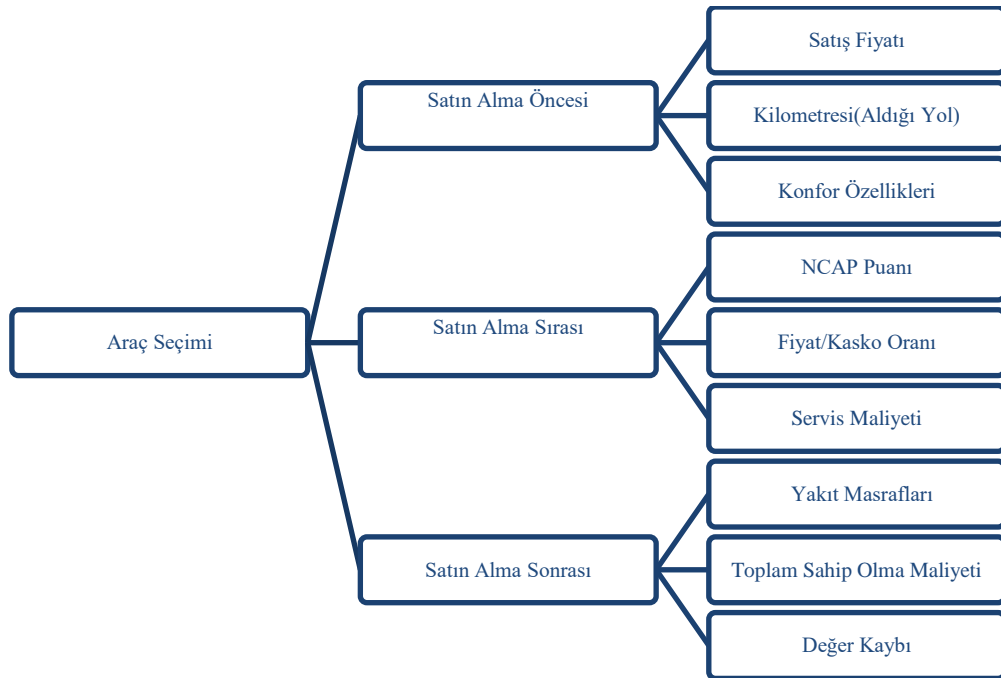 Araç Seçimi
Satın Alma Öncesi
Satış Fiyatı
Kilometresi(Aldığı Yol)
Konfor Özellikleri
Satın Alma Sırası
NCAP Puanı
Fiyat/Kasko Oranı
Servis Maliyeti
Satın Alma Sonrası
Yakıt Masrafları
Toplam Sahip Olma Maliyeti
Değer Kaybı